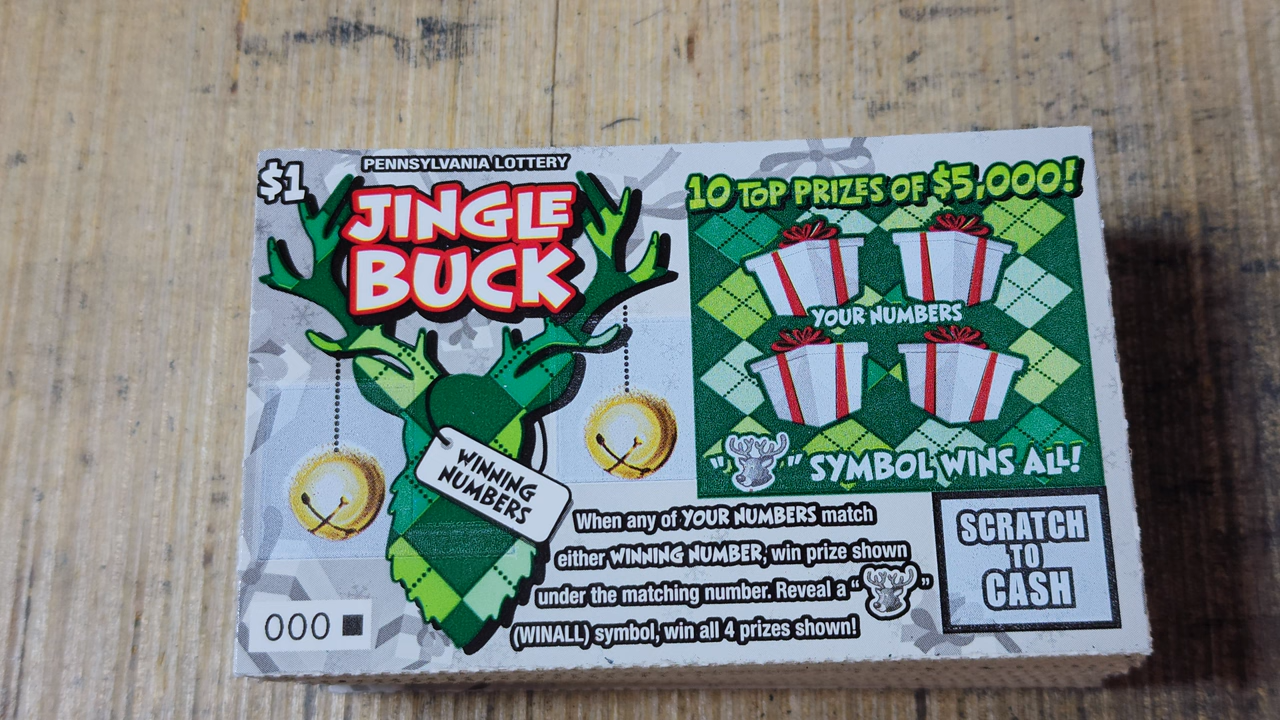 $1
PENNSYLVANIA LOTTERY
JINGLE
BUCK
WINNING
NUMBERS
000
10 TOP PRIZES OF $5,000!
YOUR NUMBERS
" " SYMBOL WINS ALL!
When any of YOUR NUMBERS match
either WINNING NUMBER, win prize shown
under the matching number. Reveal a " "
(WINALL) symbol, win all 4 prizes shown!
SCRATCH
TO
CASH